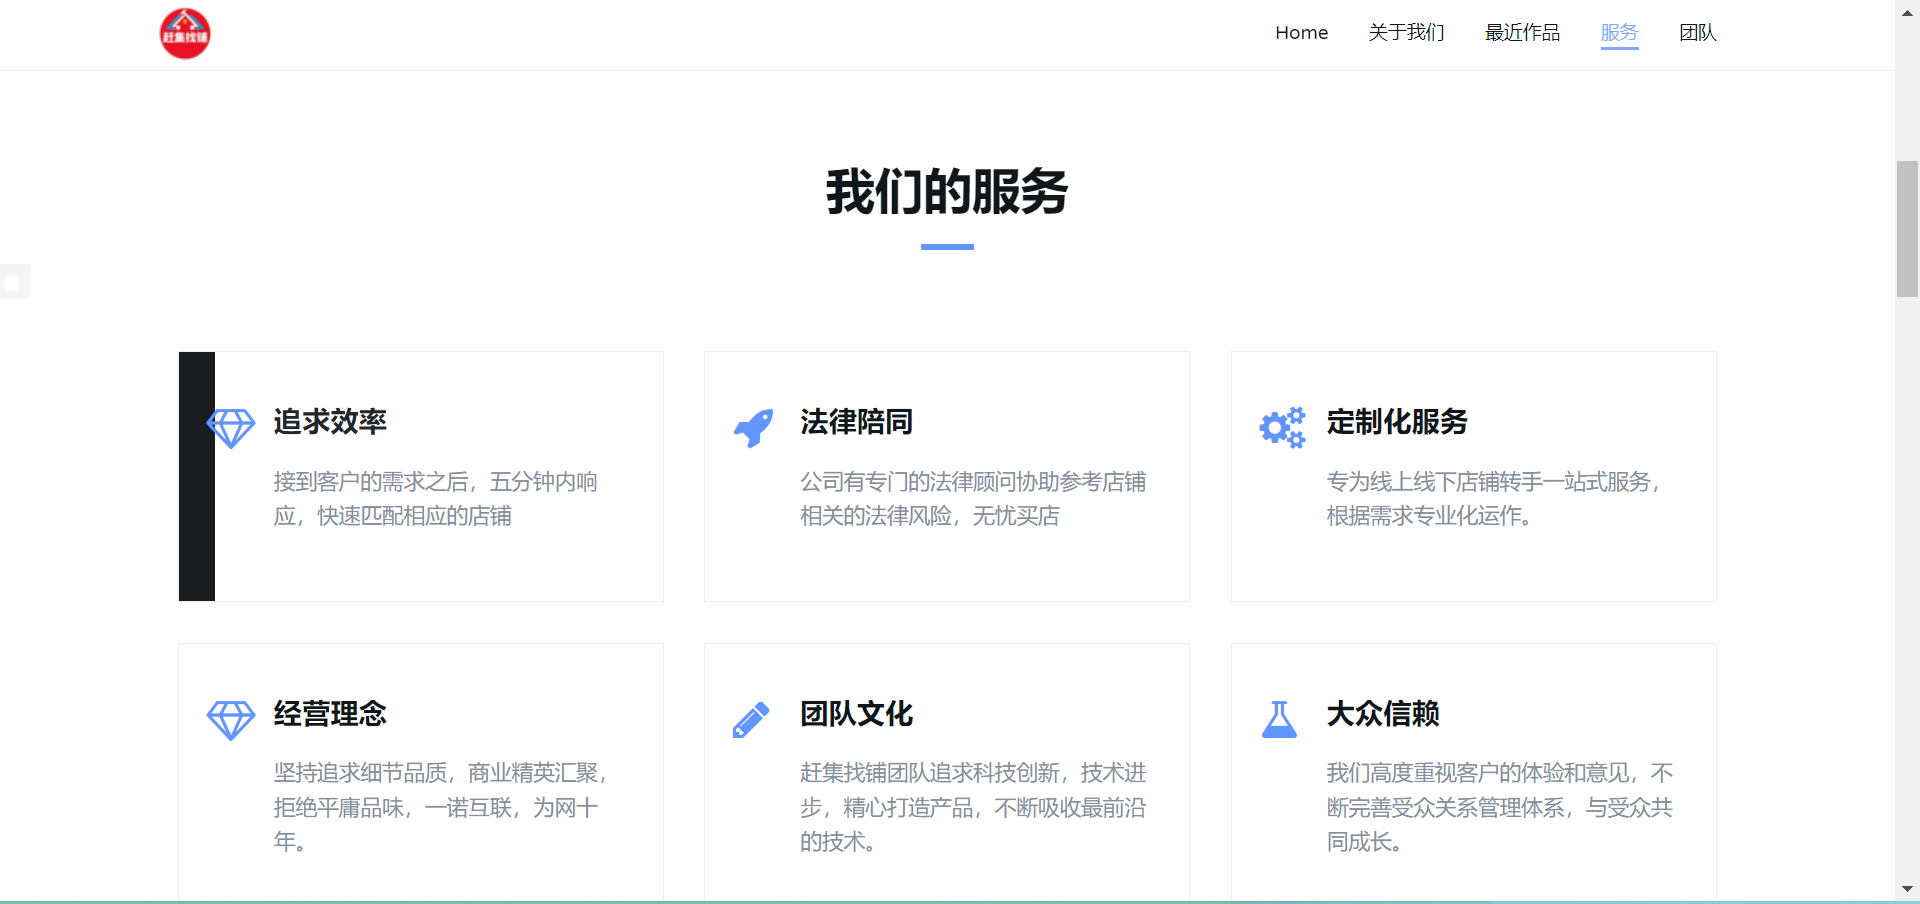 赶集找铺
Home 关于我们 最近作品 服务 团队
我们的服务
追求效率
接到客户的需求之后，五分钟内响
应，快速匹配相应的店铺
法律陪同
公司有专门的法律顾问协助参考店铺
相关的法律风险，无忧买店
定制化服务
专为线上线下店铺转手一站式服务，
根据需求专业化运作。
经营理念
坚持追求细节品质，商业精英汇聚，
拒绝平庸品味，一诺互联，为网十
年。
团队文化
赶集找铺团队追求科技创新，技术进
步，精心打造产品，不断吸收最前沿
的技术。
大众信赖
我们高度重视客户的体验和意见，不
断完善受众关系管理体系，与受众共
同成长。